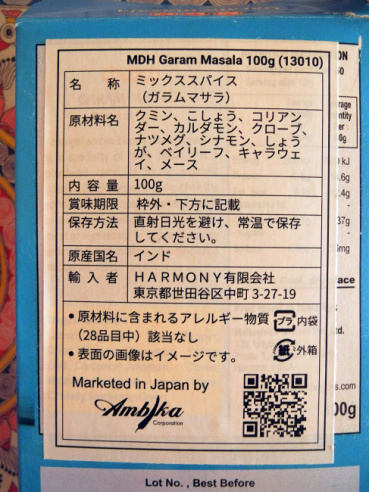 MDH Garam Masala 100g (13010)
名 称 ミックススパイス
（ガラムマサラ）
原材料名 クミン、こしょう、コリアン
ダー、カルダモン、クローブ、
ナツメグ、シナモン、しょう
が、ベイリーフ、キャラウェ
イ、メース
内 容 量 100g
賞味期限 枠外・下方に記載
保存方法 直射日光を避け、常温で保存
してください。
原産国名 インド
輸 入 者 HARMONY有限会社
東京都世田谷区中町 3-27-19
• 原材料に含まれるアレルギー物質
(28品目中) 該当なし
• 表面の画像はイメージです。
プラ 内袋
紙 外箱
Marketed in Japan by
Ambika
Corporation
Lot No. , Best Before